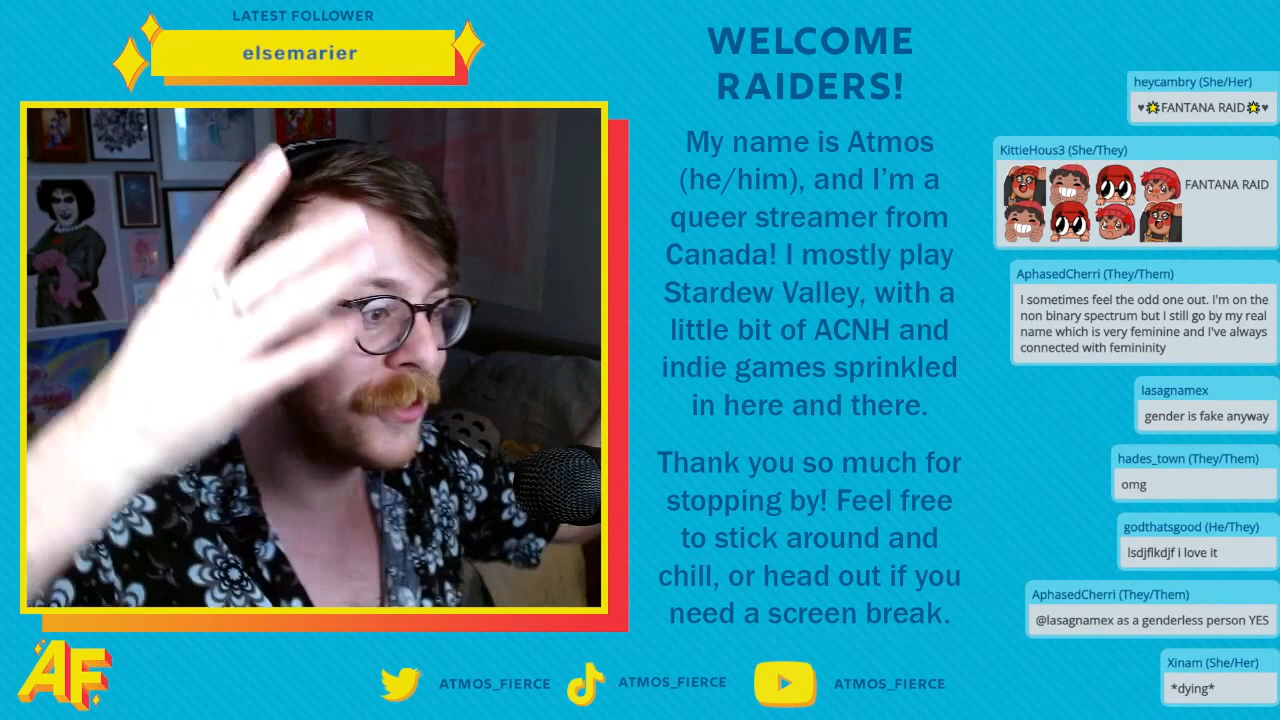 LATEST FOLLOWER
elsemarier
WELCOME
RAIDERS!
My name is Atmos
(he/him), and I'm a
queer streamer from
Canada! I mostly play
Stardew Valley, with a
little bit of ACNH and
indie games sprinkled
in here and there.
Thank you so much for
stopping by! Feel free
to stick around and
chill, or head out if you
need a screen break.
heycambry (She/Her)
♥FANTANA RAID♥
KittieHous3 (She/They)
FANTANA RAID
AphasedCherri (They/Them)
I sometimes feel the odd one out. I'm on the
non binary spectrum but I still go by my real
name which is very feminine and I've always
connected with femininity
lasagnamex
gender is fake anyway
hades_town (They/Them)
omg
godthatsgood (He/They)
lsdjflkdjf i love it
AphasedCherri (They/Them)
@lasagnamex as a genderless person YES
Xinam (She/Her)
*dying*
AF
ATMOS_FIERCE
ATMOS_FIERCE
ATMOS_FIERCE